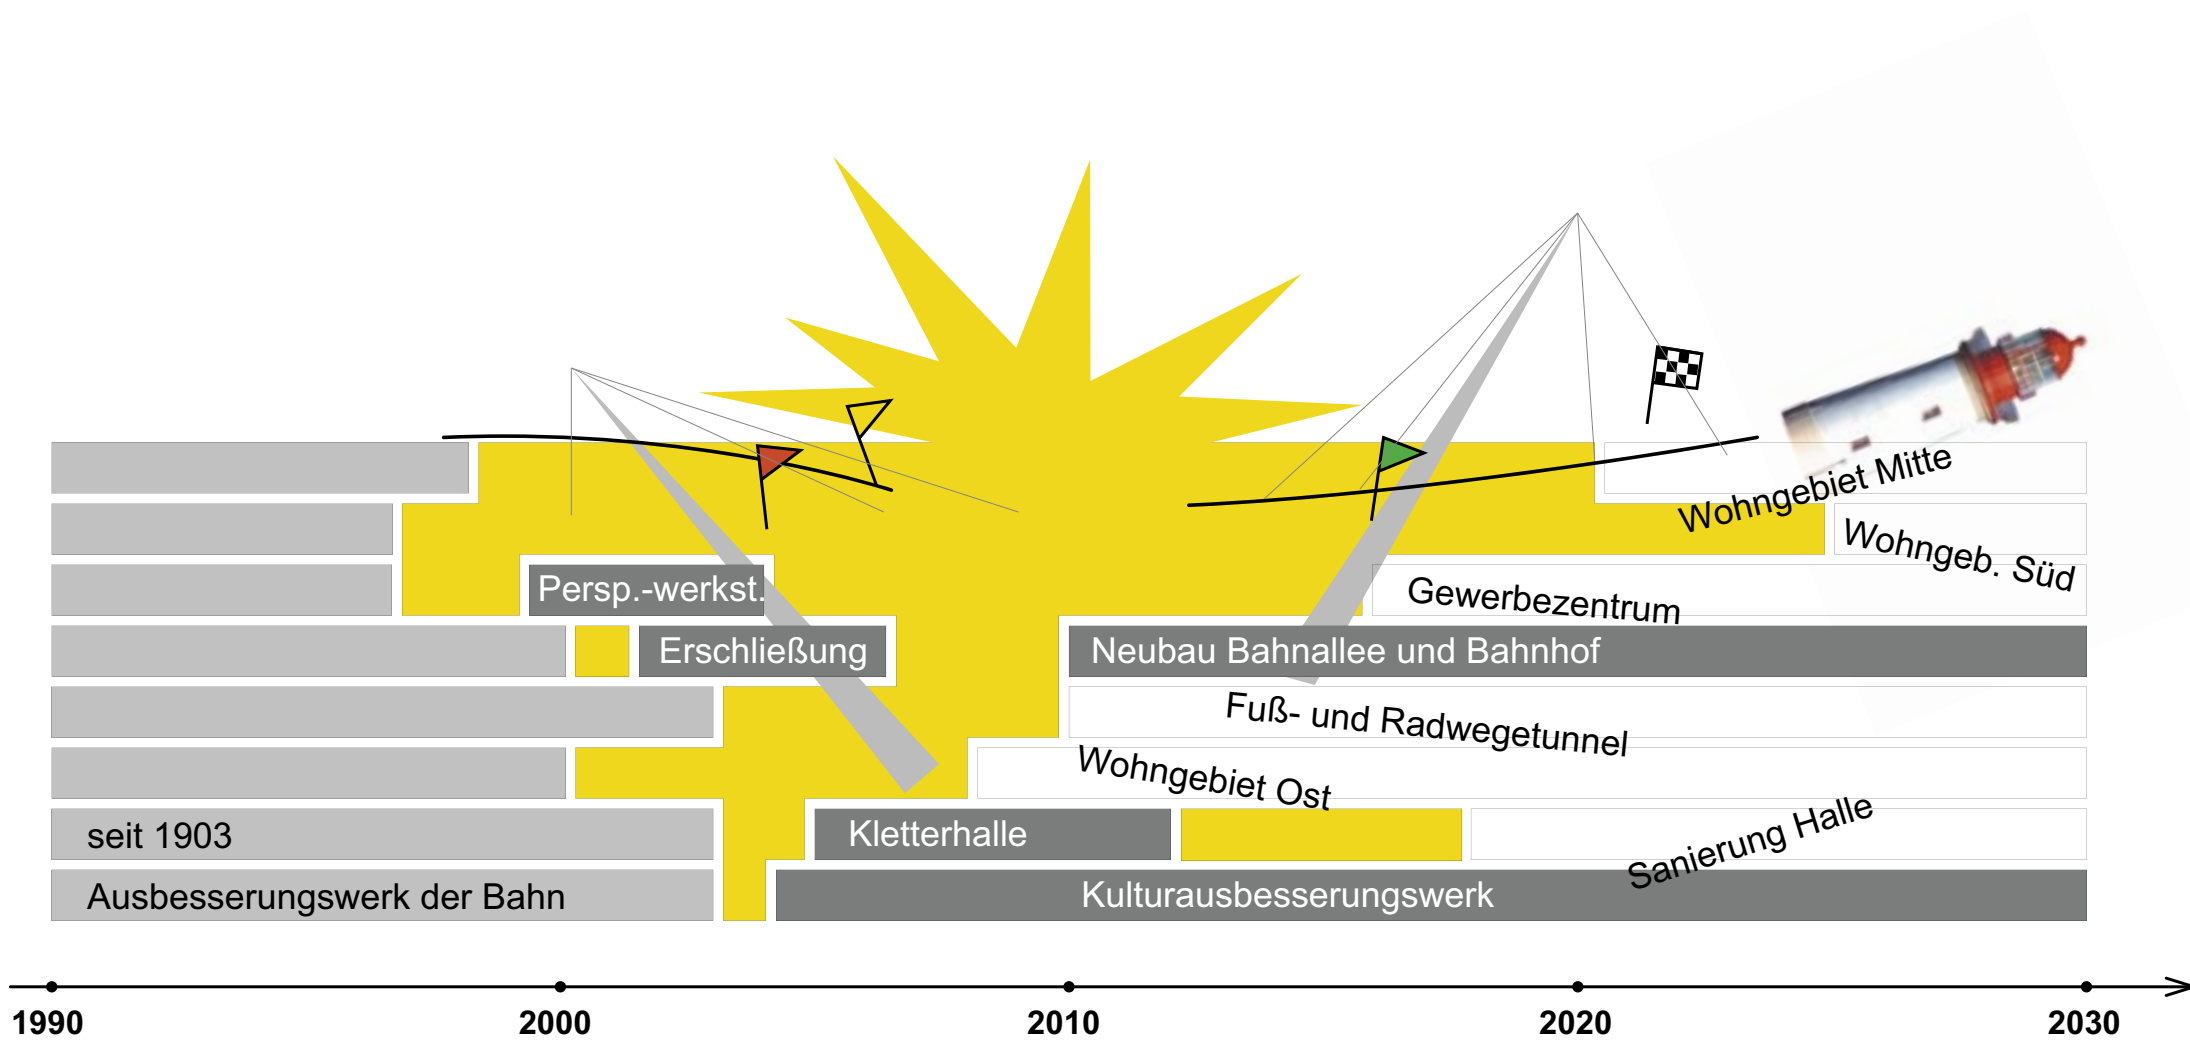 Wohngebiet Mitte
Wohngeb. Süd
Persp.-werkst.
Gewerbezentrum
Erschließung
Neubau Bahnallee und Bahnhof
Fuß- und Radwegetunnel
Wohngebiet Ost
seit 1903
Kletterhalle
Sanierung Halle
Ausbesserungswerk der Bahn
Kulturausbesserungswerk
1990
2000
2010
2020
2030